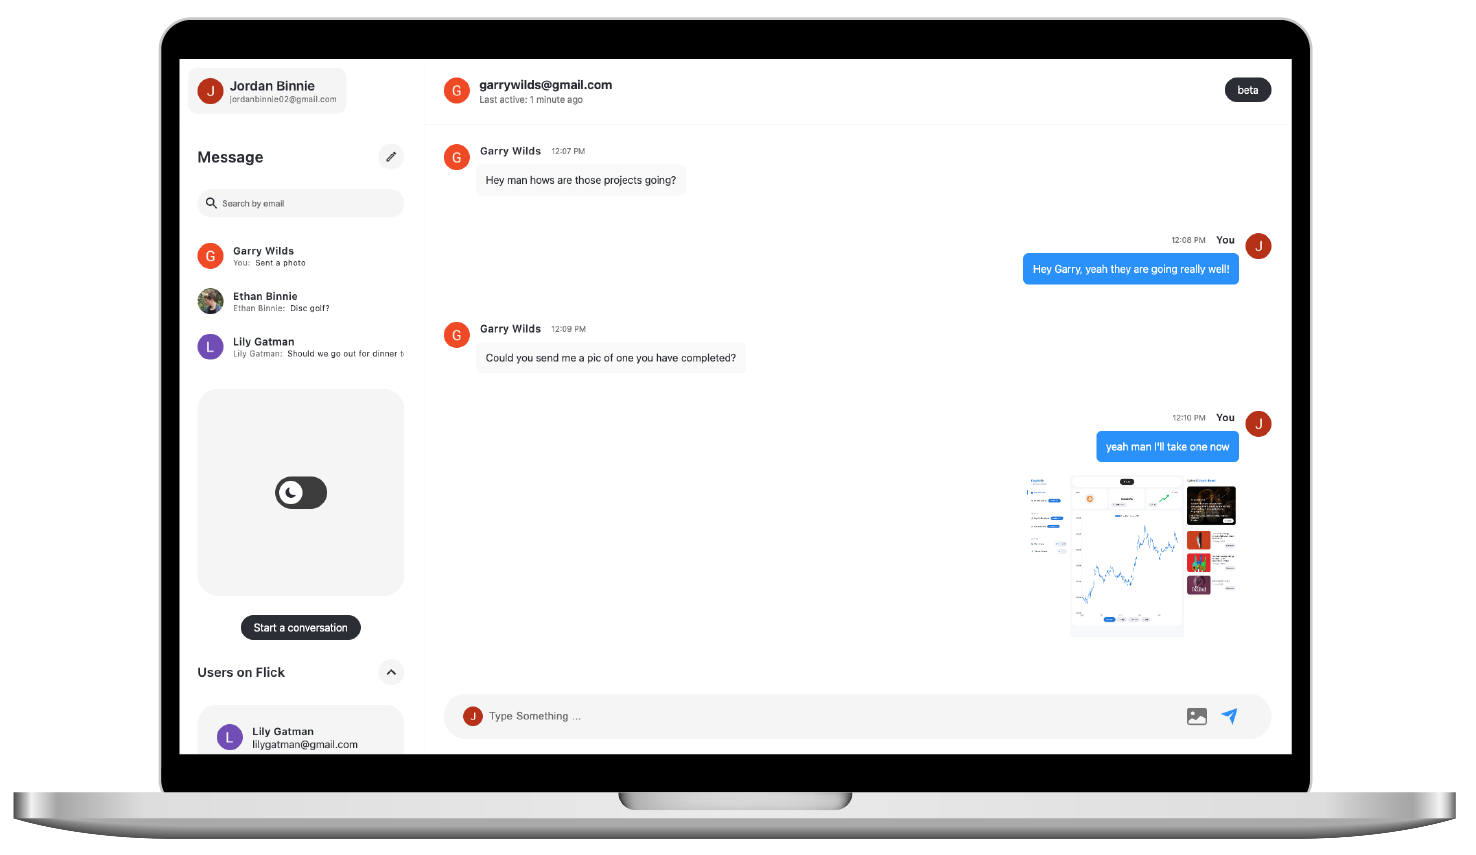 J
Jordan Binnie
jordanbinnie02@gmail.com
Message
Search by email
G
Garry Wilds
You: Sent a photo
Ethan Binnie
Ethan Binnie: Disc golf?
L
Lily Gatman
Lily Gatman: Should we go out for dinner t
Start a conversation
Users on Flick
L
Lily Gatman
lilygatman@gmail.com
G
garrywilds@gmail.com
Last active: 1 minute ago
beta
G
Garry Wilds 12:07 PM
Hey man hows are those projects going?
12:08 PM You
J
Hey Garry, yeah they are going really well!
G
Garry Wilds 12:09 PM
Could you send me a pic of one you have completed?
12:10 PM You
J
yeah man I'll take one now
J
Type Something ...